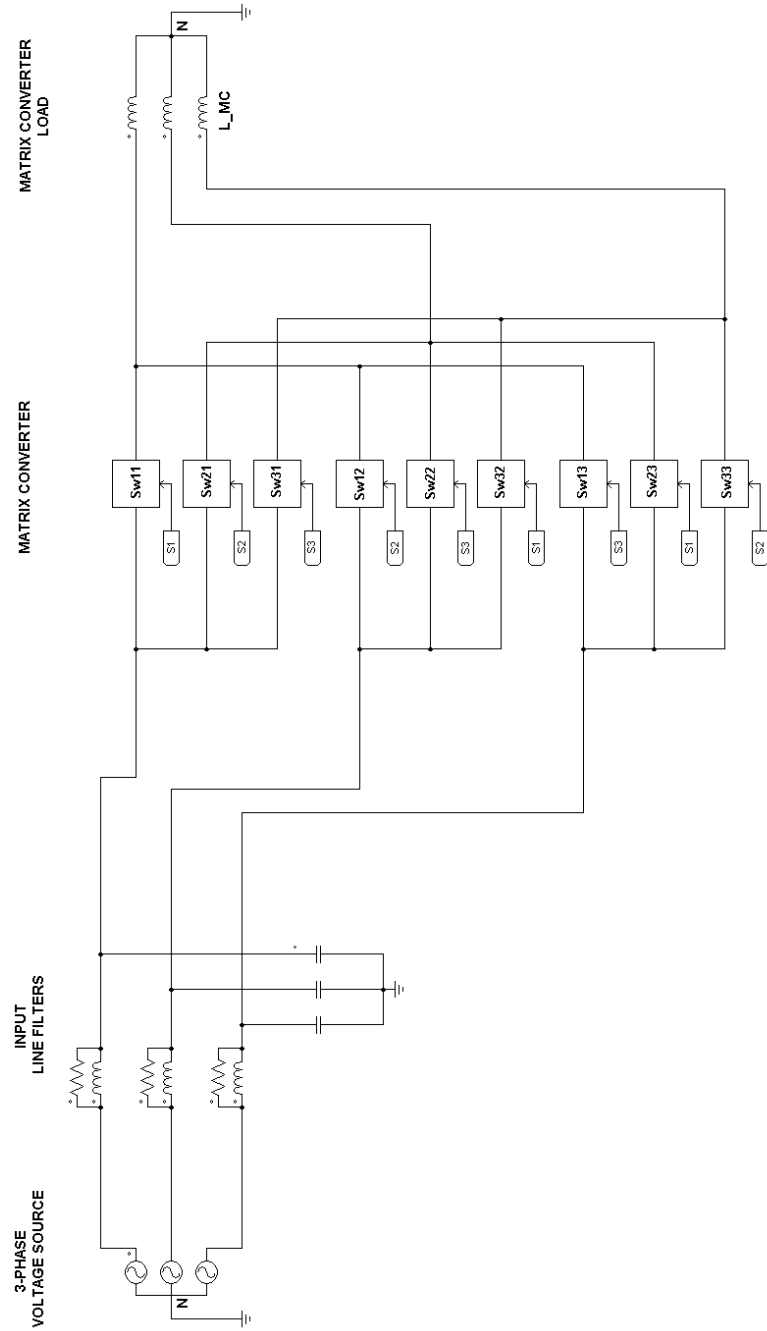 3-PHASE
VOLTAGE SOURCE
INPUT
LINE FILTERS
MATRIX CONVERTER
MATRIX CONVERTER
LOAD
N
N
L_MC
Sw11
S1
Sw21
S2
Sw31
S3
Sw12
S2
Sw22
S3
Sw32
S1
Sw13
S3
Sw23
S1
Sw33
S2